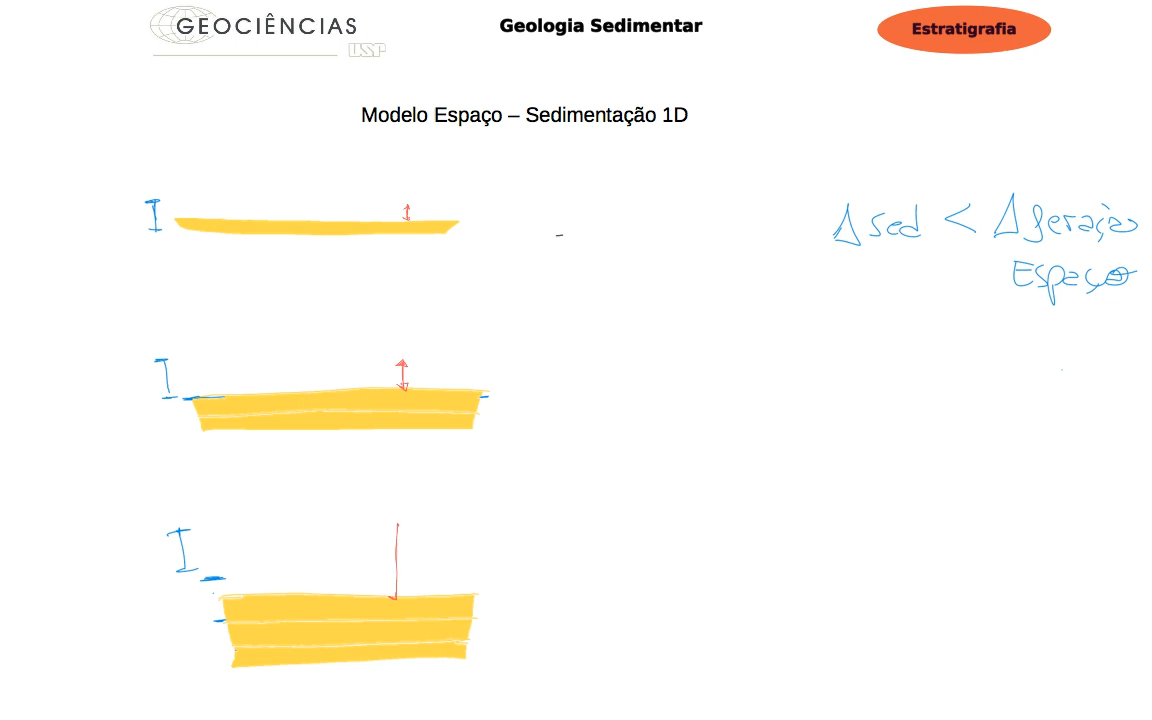 GEOCIÊNCIAS
USP
Geologia Sedimentar
Estratigrafia
Modelo Espaço – Sedimentação 1D
Δ sed < Δ geração
Espaço